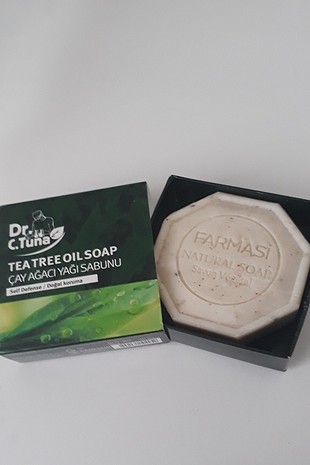 Dr.
C.Tuna
TEA TREE OIL SOAP
ÇAY AĞACI YAĞI SABUNU
Self Defense / Doğal koruma
FARMASi
NATURAL SOAP